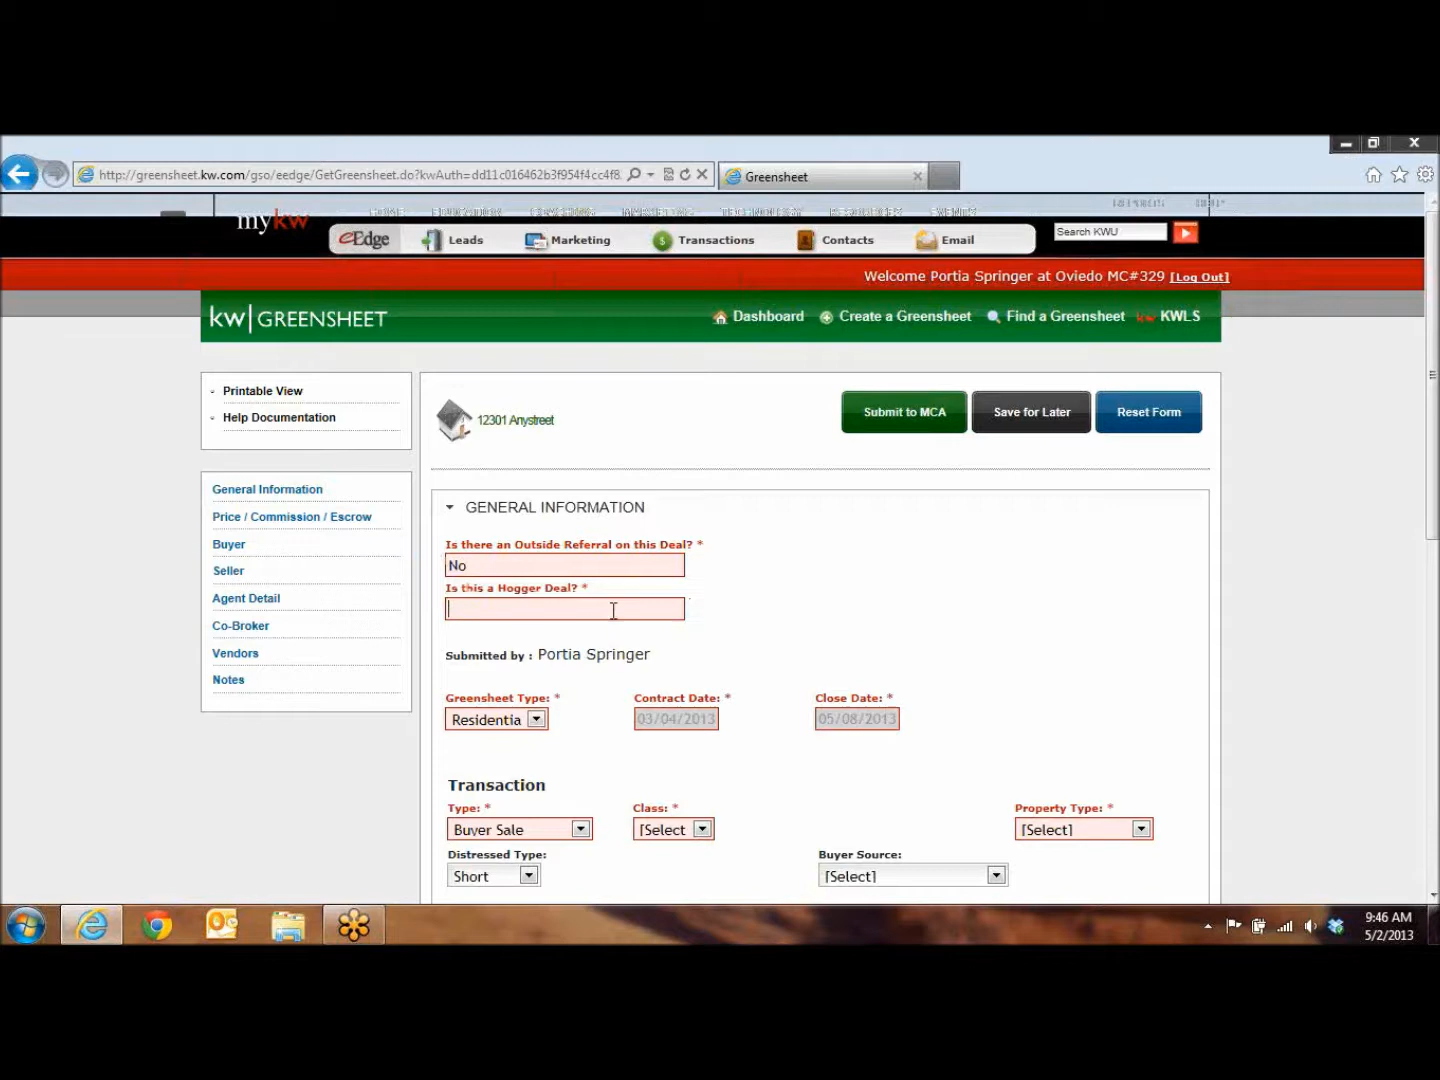 http://greensheet.kw.com/gso/eedge/GetGreensheet.do?kwAuth=dd11c016462b3f954f4cc4f8
Greensheet
mykw
eEdge
Leads
Marketing
Transactions
Contacts
Email
Search KWU
Welcome Portia Springer at Oviedo MC#329 [Log Out]
kw|GREENSHEET
Dashboard
Create a Greensheet
Find a Greensheet
kw KWLS
Printable View
Help Documentation
12301 Anystreet
Submit to MCA
Save for Later
Reset Form
General Information
Price / Commission / Escrow
Buyer
Seller
Agent Detail
Co-Broker
Vendors
Notes
GENERAL INFORMATION
Is there an Outside Referral on this Deal? *
No
Is this a Hogger Deal? *
Submitted by : Portia Springer
Greensheet Type: * Contract Date: * Close Date: *
Residentia 03/04/2013 05/08/2013
Transaction
Type: * Class: * Property Type: *
Buyer Sale [Select [Select]
Distressed Type: Buyer Source:
Short [Select]
9:46 AM
5/2/2013